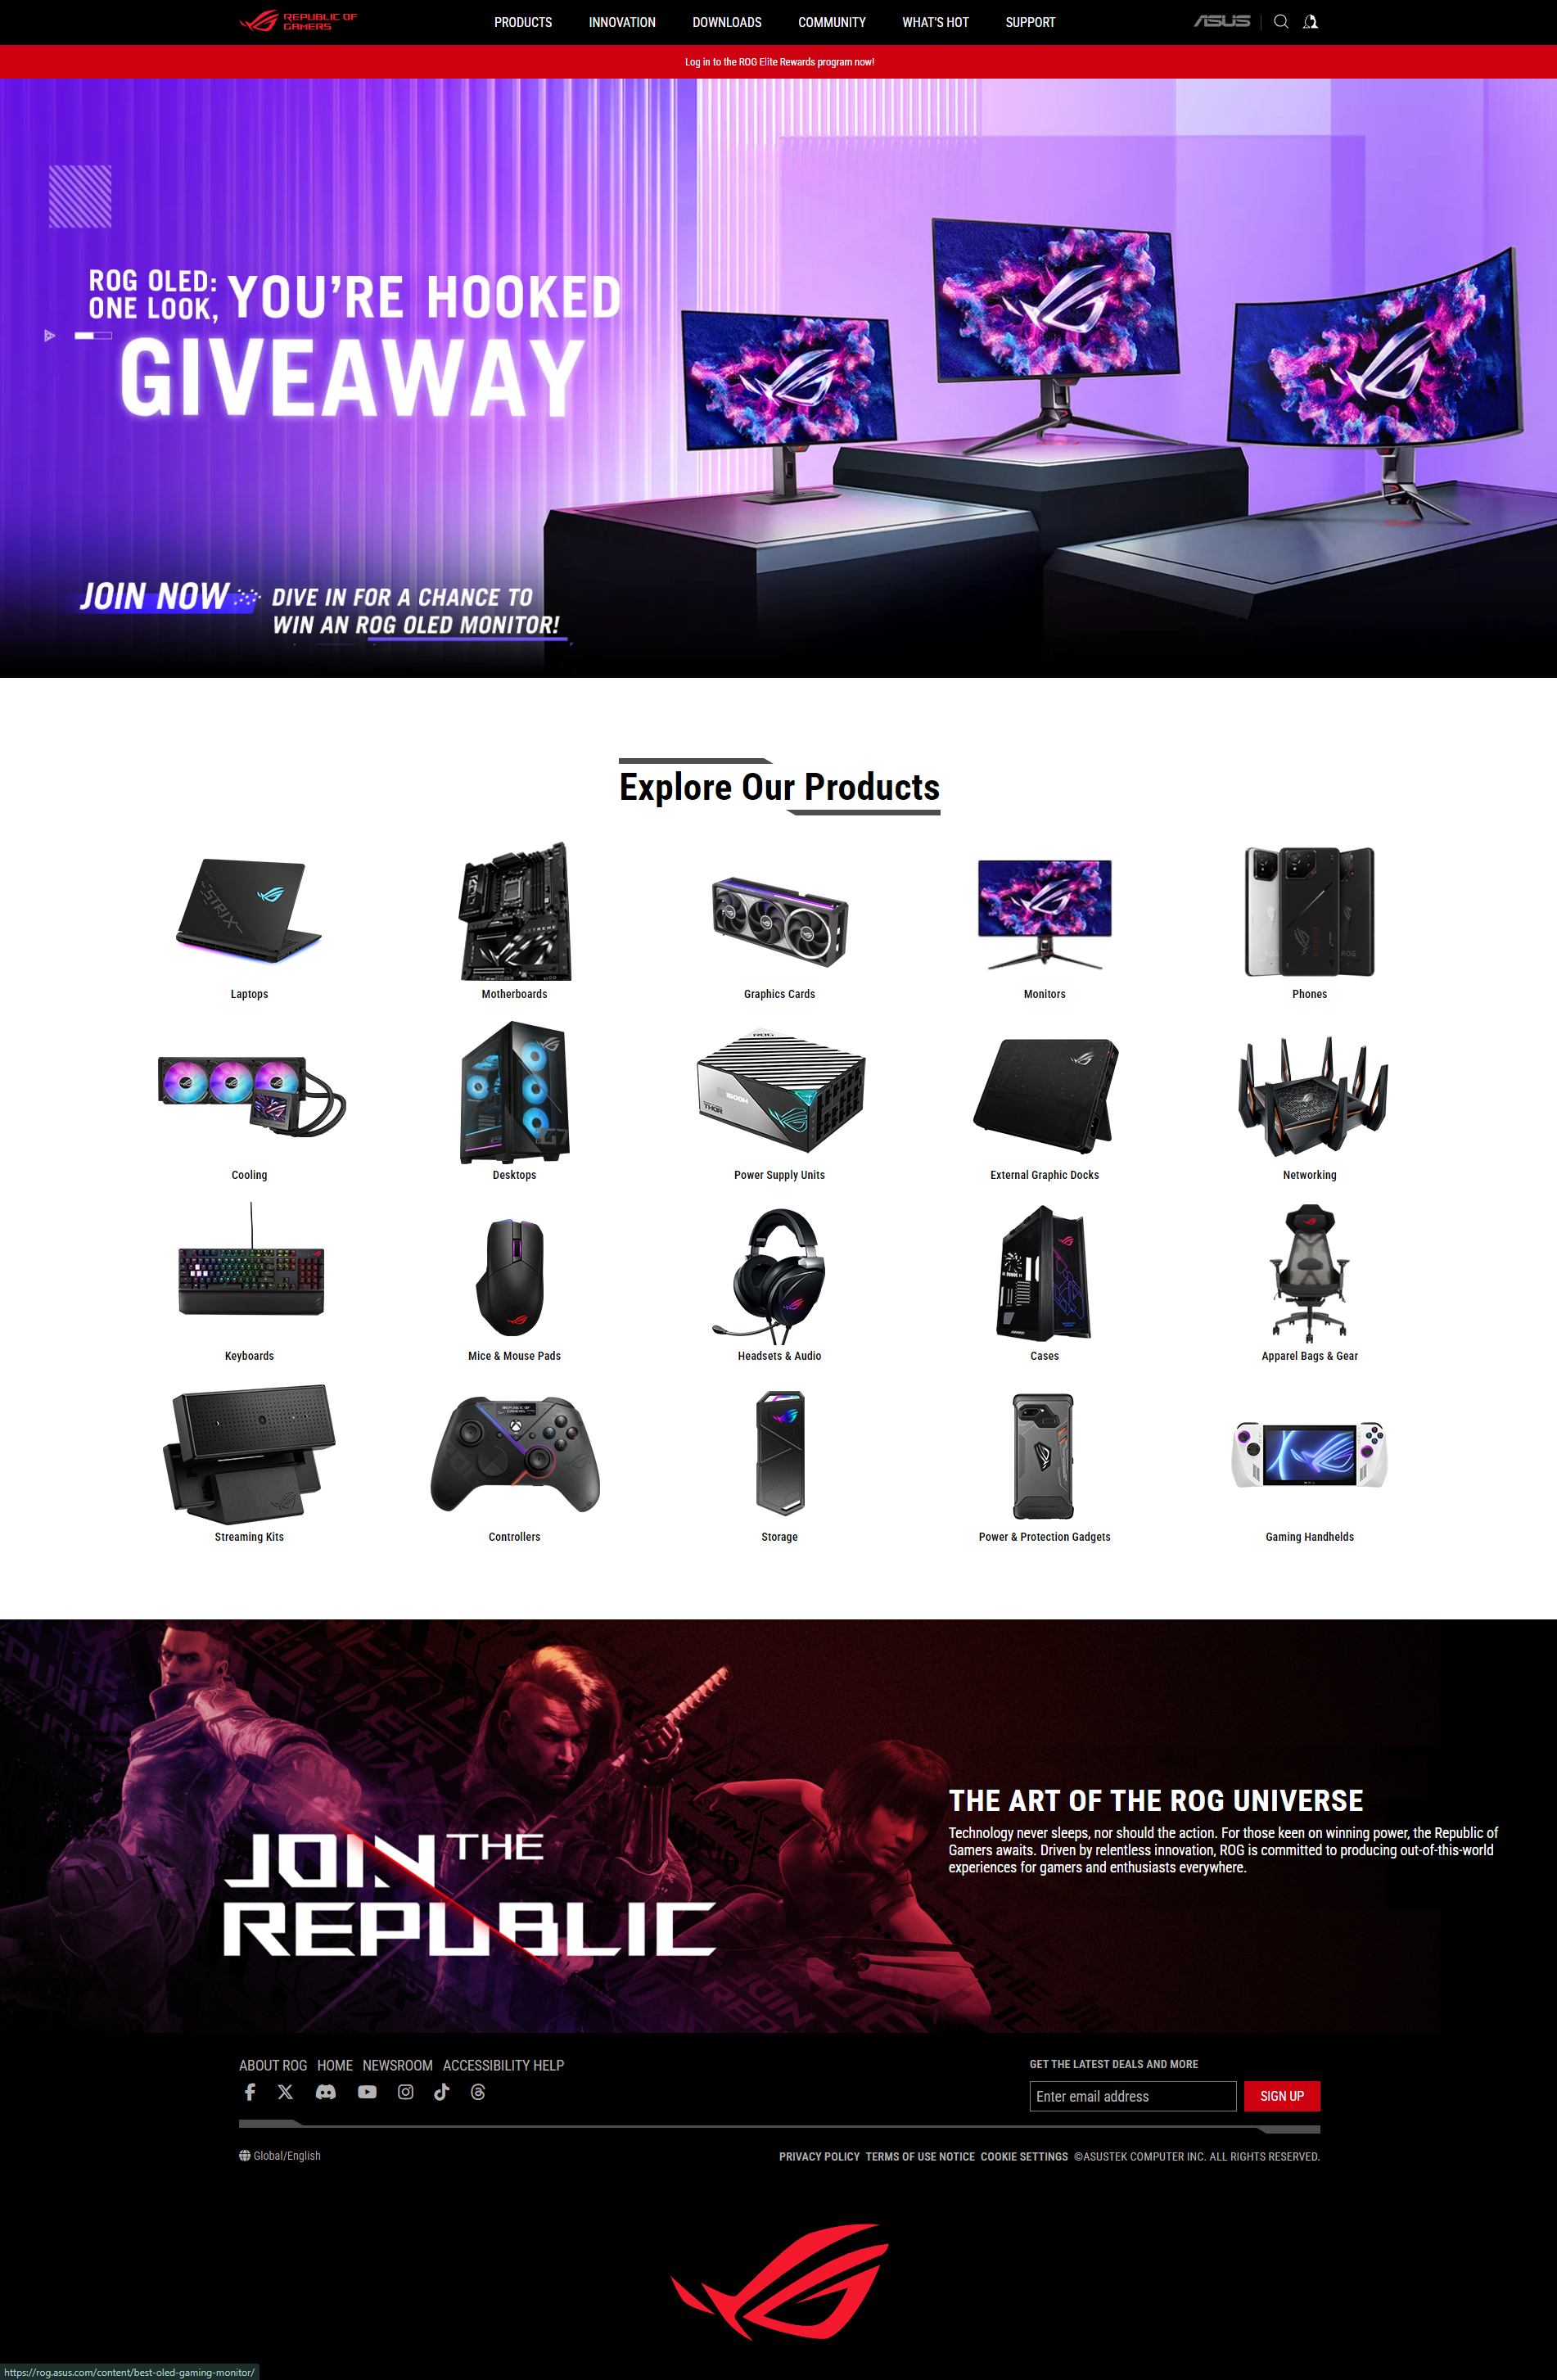 REPUBLIC OF
GAMERS
PRODUCTS INNOVATION DOWNLOADS COMMUNITY WHAT'S HOT SUPPORT
ASUS
Log in to the ROG Elite Rewards program now!
ROG OLED:
ONE LOOK, YOU'RE HOOKED
GIVEAWAY
JOIN NOW
DIVE IN FOR A CHANCE TO
WIN AN ROG OLED MONITOR!
Explore Our Products
STRIX
ROG
Laptops Motherboards Graphics Cards Monitors Phones
ROG
1600W
THOR
G7
Cooling Desktops Power Supply Units External Graphic Docks Networking
Keyboards Mice & Mouse Pads Headsets & Audio Cases Apparel Bags & Gear
REPUBLIC OF
Streaming Kits Controllers Storage Power & Protection Gadgets Gaming Handhelds
JOIN THE
REPUBLIC
THE ART OF THE ROG UNIVERSE
Technology never sleeps, nor should the action. For those keen on winning power, the Republic of
Gamers awaits. Driven by relentless innovation, ROG is committed to producing out-of-this-world
experiences for gamers and enthusiasts everywhere.
ABOUT ROG HOME NEWSROOM ACCESSIBILITY HELP
GET THE LATEST DEALS AND MORE
Enter email address
SIGN UP
Global/English
PRIVACY POLICY TERMS OF USE NOTICE COOKIE SETTINGS ©ASUSTEK COMPUTER INC. ALL RIGHTS RESERVED.
https://rog.asus.com/content/best-oled-gaming-monitor/